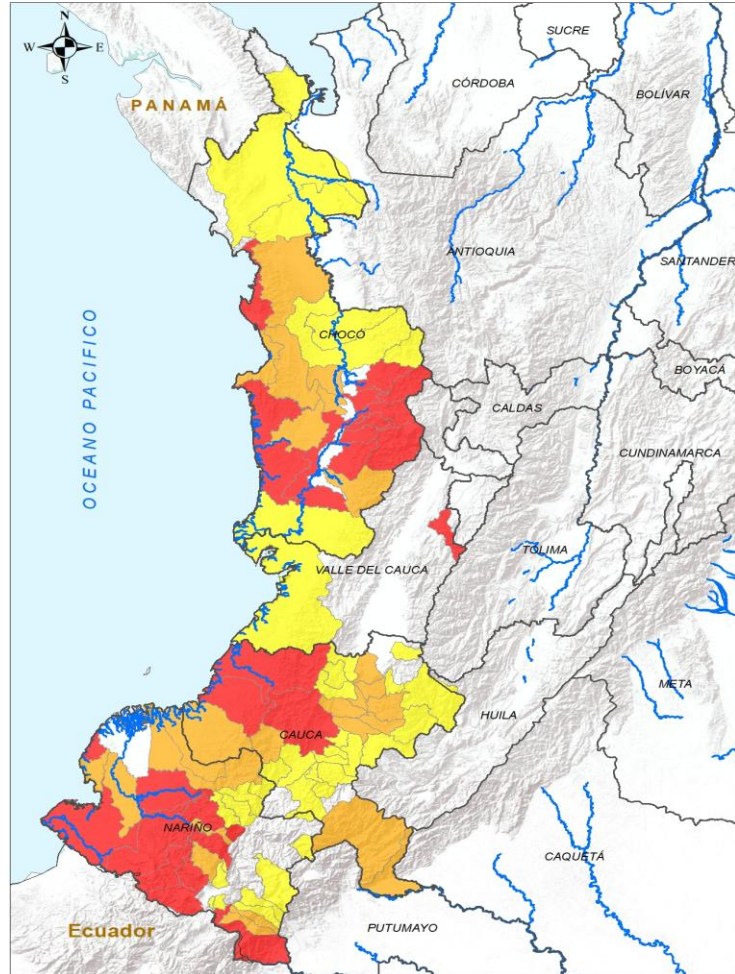 N
W E
S
PANAMÁ
SUCRE
CÓRDOBA
BOLÍVAR
ANTIOQUIA
SANTANDER
OCEANO PACIFICO
CHOCÓ
BOYACÁ
CALDAS
CUNDINAMARCA
TOLIMA
VALLE DEL CAUCA
META
HUILA
CAUCA
NARIÑO
CAQUETÁ
Ecuador
PUTUMAYO